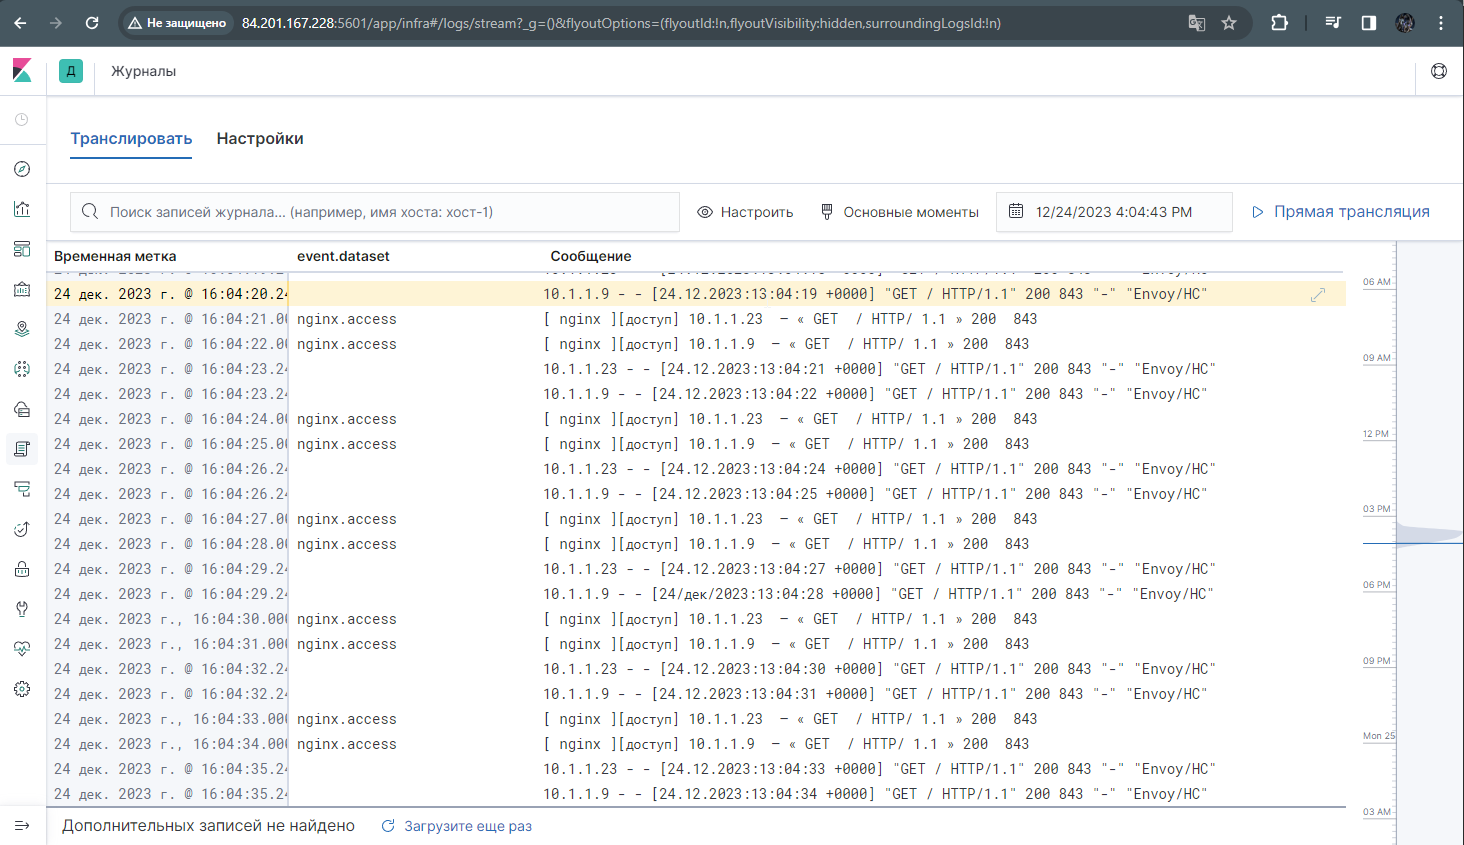 Не защищено 84.201.167.228:5601/app/infra#/logs/stream?_g=()&flyoutOptions=(flyoutId:!n,flyoutVisibility:hidden,surroundingLogsId:!n)
Д Журналы
Транслировать Настройки
Поиск записей журнала... (например, имя хоста: хост-1) Настроить Основные моменты 12/24/2023 4:04:43 PM Прямая трансляция
Временная метка event.dataset Сообщение
24 дек. 2023 г. @ 16:04:20.24 10.1.1.9 - - [24.12.2023:13:04:19 +0000] "GET / HTTP/1.1" 200 843 "-" "Envoy/HC"
24 дек. 2023 г. @ 16:04:21.00 nginx.access [ nginx ][доступ] 10.1.1.23 – « GET / HTTP/ 1.1 » 200 843
24 дек. 2023 г. @ 16:04:22.00 nginx.access [ nginx ][доступ] 10.1.1.9 – « GET / HTTP/ 1.1 » 200 843
24 дек. 2023 г. @ 16:04:23.24 10.1.1.23 - - [24.12.2023:13:04:21 +0000] "GET / HTTP/1.1" 200 843 "-" "Envoy/HC"
24 дек. 2023 г. @ 16:04:23.24 10.1.1.9 - - [24.12.2023:13:04:22 +0000] "GET / HTTP/1.1" 200 843 "-" "Envoy/HC"
24 дек. 2023 г. @ 16:04:24.00 nginx.access [ nginx ][доступ] 10.1.1.23 – « GET / HTTP/ 1.1 » 200 843
24 дек. 2023 г. @ 16:04:25.00 nginx.access [ nginx ][доступ] 10.1.1.9 – « GET / HTTP/ 1.1 » 200 843
24 дек. 2023 г. @ 16:04:26.24 10.1.1.23 - - [24.12.2023:13:04:24 +0000] "GET / HTTP/1.1" 200 843 "-" "Envoy/HC"
24 дек. 2023 г. @ 16:04:26.24 10.1.1.9 - - [24.12.2023:13:04:25 +0000] "GET / HTTP/1.1" 200 843 "-" "Envoy/HC"
24 дек. 2023 г. @ 16:04:27.00 nginx.access [ nginx ][доступ] 10.1.1.23 – « GET / HTTP/ 1.1 » 200 843
24 дек. 2023 г. @ 16:04:28.00 nginx.access [ nginx ][доступ] 10.1.1.9 – « GET / HTTP/ 1.1 » 200 843
24 дек. 2023 г. @ 16:04:29.24 10.1.1.23 - - [24.12.2023:13:04:27 +0000] "GET / HTTP/1.1" 200 843 "-" "Envoy/HC"
24 дек. 2023 г. @ 16:04:29.24 10.1.1.9 - - [24/дек/2023:13:04:28 +0000] "GET / HTTP/1.1" 200 843 "-" "Envoy/HC"
24 дек. 2023 г., 16:04:30.000 nginx.access [ nginx ][доступ] 10.1.1.23 – « GET / HTTP/ 1.1 » 200 843
24 дек. 2023 г., 16:04:31.000 nginx.access [ nginx ][доступ] 10.1.1.9 – « GET / HTTP/ 1.1 » 200 843
24 дек. 2023 г. @ 16:04:32.24 10.1.1.23 - - [24.12.2023:13:04:30 +0000] "GET / HTTP/1.1" 200 843 "-" "Envoy/HC"
24 дек. 2023 г. @ 16:04:32.24 10.1.1.9 - - [24.12.2023:13:04:31 +0000] "GET / HTTP/1.1" 200 843 "-" "Envoy/HC"
24 дек. 2023 г., 16:04:33.000 nginx.access [ nginx ][доступ] 10.1.1.23 – « GET / HTTP/ 1.1 » 200 843
24 дек. 2023 г., 16:04:34.000 nginx.access [ nginx ][доступ] 10.1.1.9 – « GET / HTTP/ 1.1 » 200 843
24 дек. 2023 г. @ 16:04:35.24 10.1.1.23 - - [24.12.2023:13:04:33 +0000] "GET / HTTP/1.1" 200 843 "-" "Envoy/HC"
24 дек. 2023 г. @ 16:04:35.24 10.1.1.9 - - [24.12.2023:13:04:34 +0000] "GET / HTTP/1.1" 200 843 "-" "Envoy/HC"
Дополнительных записей не найдено Загрузите еще раз
06 AM
09 AM
12 PM
03 PM
06 PM
09 PM
Mon 25
03 AM